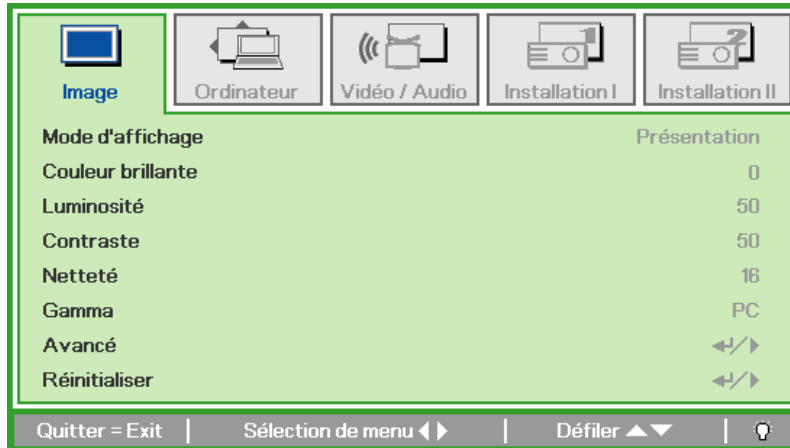 Image Ordinateur Vidéo / Audio Installation I Installation II
Mode d'affichage Présentation
Couleur brillante 0
Luminosité 50
Contraste 50
Netteté 16
Gamma PC
Avancé
Réinitialiser
Quitter = Exit Sélection de menu Défiler